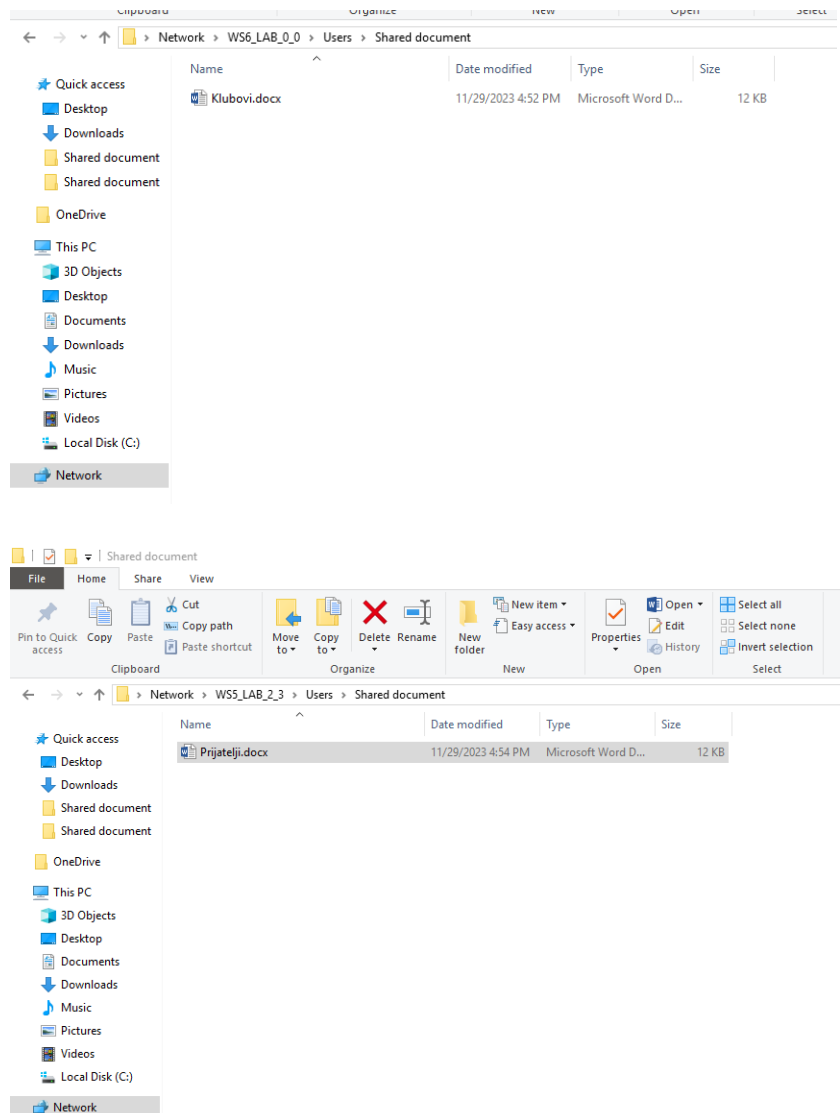 Clipboard Organize New Open Select
Network › WS6_LAB_0_0 › Users › Shared document
Name Date modified Type Size
Quick access
Klubovi.docx 11/29/2023 4:52 PM Microsoft Word D... 12 KB
Desktop
Downloads
Shared document
Shared document
OneDrive
This PC
3D Objects
Desktop
Documents
Downloads
Music
Pictures
Videos
Local Disk (C:)
Network
Shared document
File Home Share View
Pin to Quick access
Copy
Paste
Cut
Copy path
Paste shortcut
Move to
Copy to
Delete
Rename
New folder
New item
Easy access
Properties
Open
Edit
History
Select all
Select none
Invert selection
Clipboard Organize New Open Select
Network › WS5_LAB_2_3 › Users › Shared document
Name Date modified Type Size
Quick access
Prijatelji.docx 11/29/2023 4:54 PM Microsoft Word D... 12 KB
Desktop
Downloads
Shared document
Shared document
OneDrive
This PC
3D Objects
Desktop
Documents
Downloads
Music
Pictures
Videos
Local Disk (C:)
Network